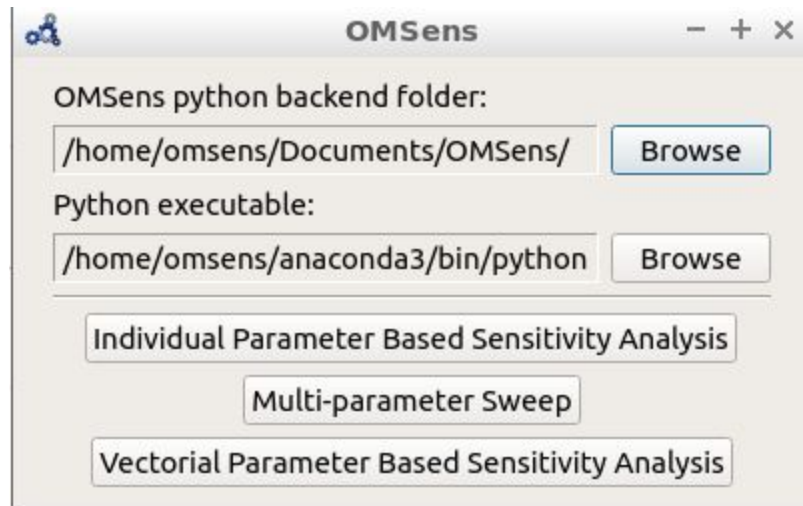 OMSens
OMSens python backend folder:
/home/omsens/Documents/OMSens/ Browse
Python executable:
/home/omsens/anaconda3/bin/python Browse
Individual Parameter Based Sensitivity Analysis
Multi-parameter Sweep
Vectorial Parameter Based Sensitivity Analysis